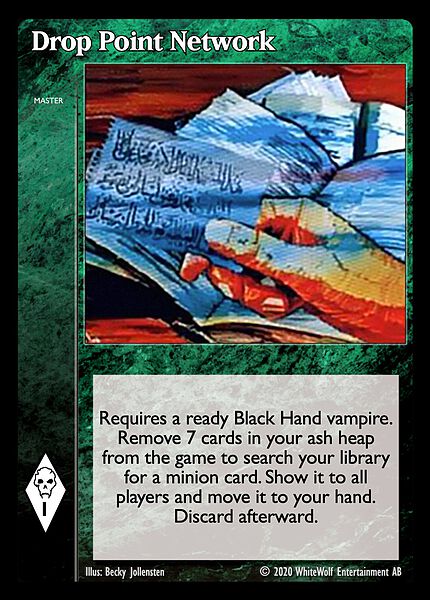 Drop Point Network
MASTER
Requires a ready Black Hand vampire.
Remove 7 cards in your ash heap
from the game to search your library
for a minion card. Show it to all
players and move it to your hand.
Discard afterward.
I
Illus: Becky Jollensten
© 2020 WhiteWolf Entertainment AB